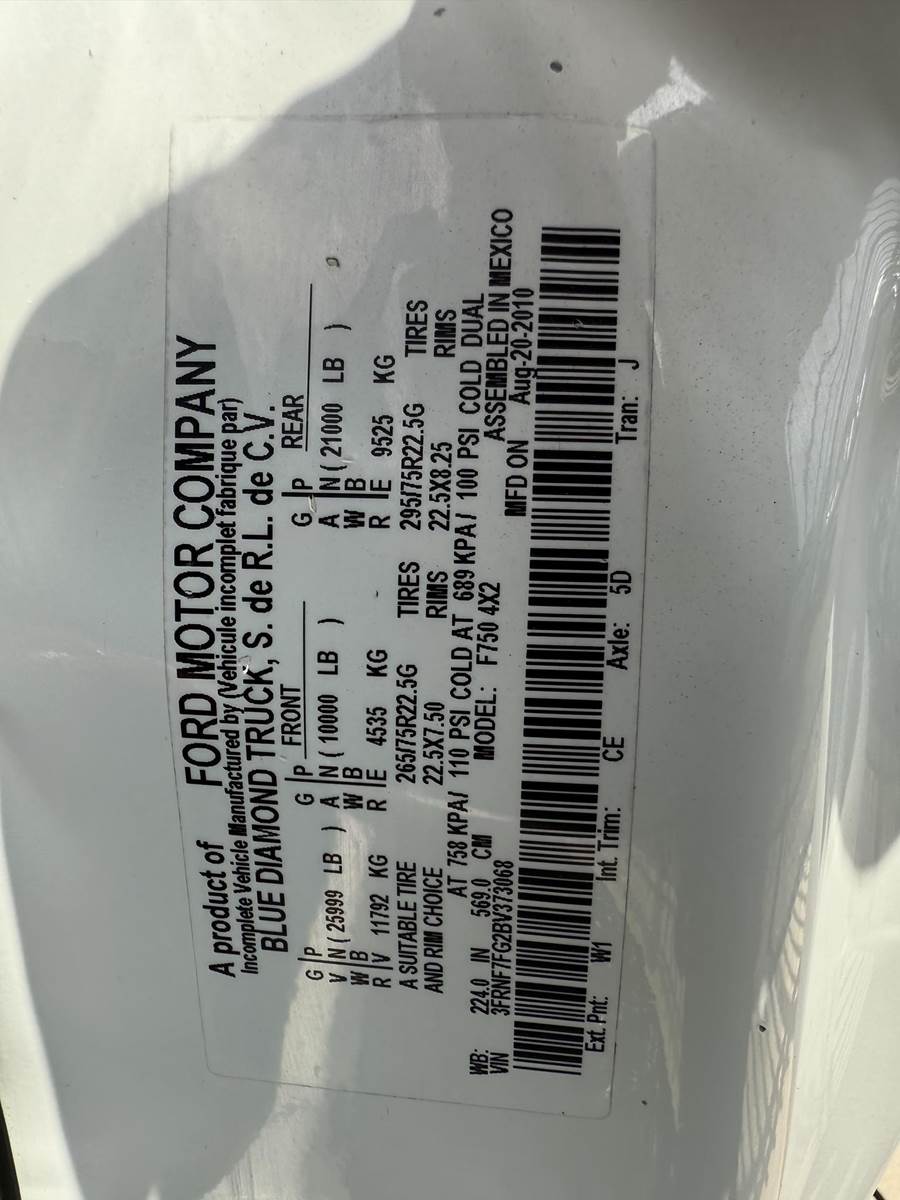 A product of FORD MOTOR COMPANY
Incomplete Vehicle Manufactured by (Vehicule incomplet fabrique par)
BLUE DIAMOND TRUCK, S. de R.L. de C.V.
FRONT REAR
G P G P G P
V N ( 25999 LB ) A N ( 10000 LB ) A N ( 21000 LB )
W B W B W B
R V 11792 KG R E 4535 KG R E 9525 KG
A SUITABLE TIRE 265/75R22.5G TIRES 295/75R22.5G TIRES
AND RIM CHOICE 22.5X7.50 RIMS 22.5X8.25 RIMS
AT 758 KPA/ 110 PSI COLD AT 689 KPA / 100 PSI COLD DUAL
WB: 224.0 IN 569.0 CM MODEL: F750 4X2 ASSEMBLED IN MEXICO
VIN 3FRNF7FG2BV373068 MFD ON Aug-20-2010
Ext. Pnt: W1 Int. Trim: CE Axle: 5D Tran: J